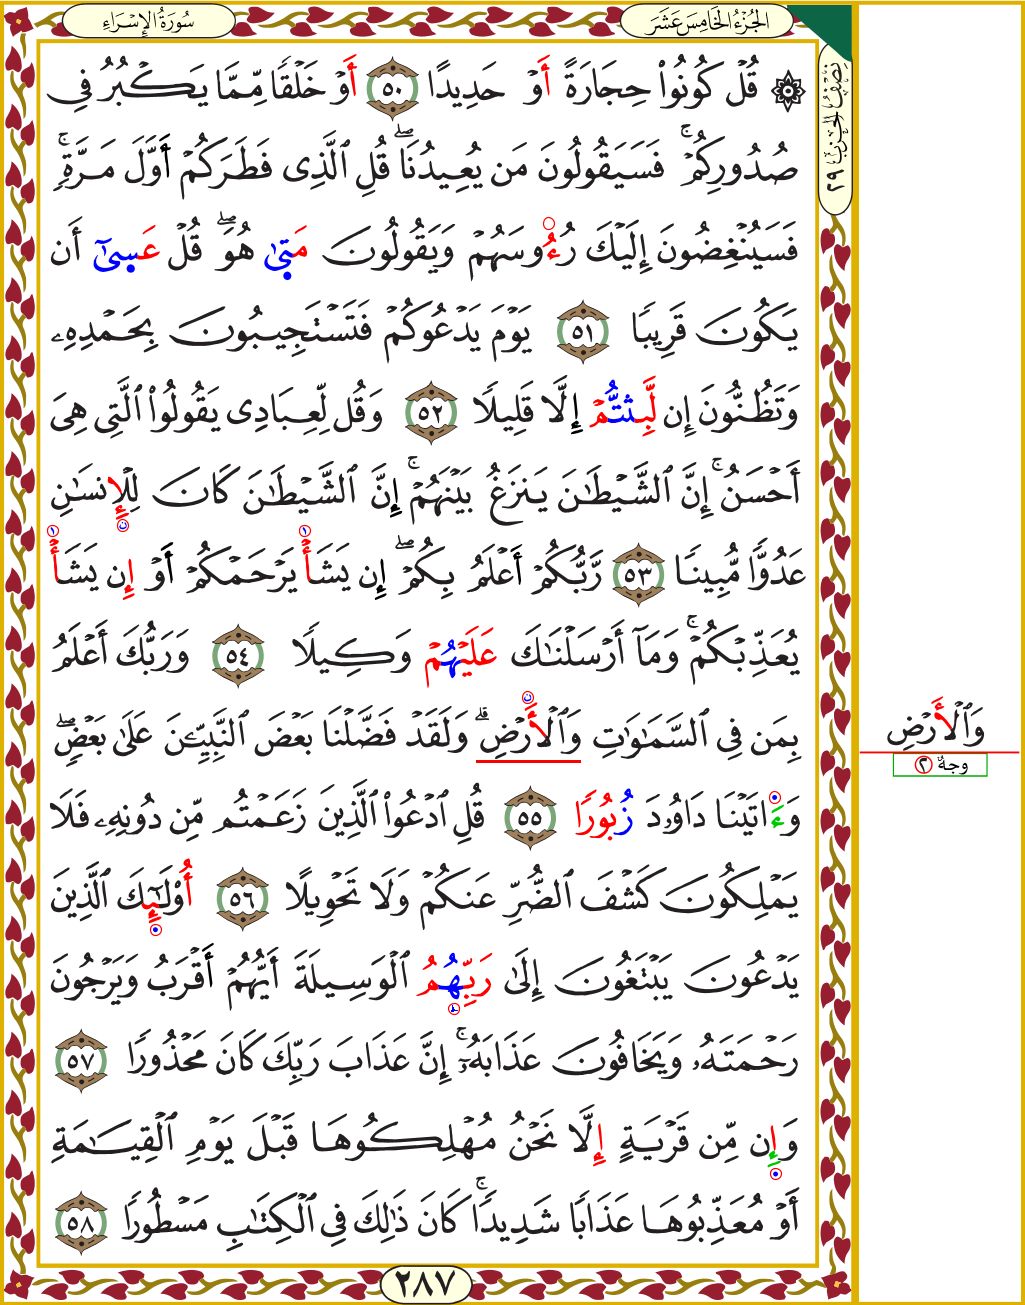 سُورَةُ الإِسْرَاءِ
الجُزْءُ الخَامِسَ عَشَرَ
نِصْفُ الحِزْبِ ٢٩
۞ قُلْ كُونُوا۟ حِجَارَةً أَوْ حَدِيدًا ٥٠ أَوْ خَلْقًا مِّمَّا يَكْبُرُ فِى
صُدُورِكُمْ ۚ فَسَيَقُولُونَ مَن يُعِيدُنَا ۖ قُلِ ٱلَّذِى فَطَرَكُمْ أَوَّلَ مَرَّةٍ ۚ
فَسَيُنْغِضُونَ إِلَيْكَ رُءُوسَهُمْ وَيَقُولُونَ مَتَىٰ هُوَ ۖ قُلْ عَسَىٰٓ أَن
يَكُونَ قَرِيبًا ٥١ يَوْمَ يَدْعُوكُمْ فَتَسْتَجِيبُونَ بِحَمْدِهِۦ
وَتَظُنُّونَ إِن لَّبِثْتُمْ إِلَّا قَلِيلًا ٥٢ وَقُل لِّعِبَادِى يَقُولُوا۟ ٱلَّتِى هِىَ
أَحْسَنُ ۚ إِنَّ ٱلشَّيْطَٰنَ يَنزَغُ بَيْنَهُمْ ۚ إِنَّ ٱلشَّيْطَٰنَ كَانَ لِلْإِنسَٰنِ
عَدُوًّا مُّبِينًا ٥٣ رَّبُّكُمْ أَعْلَمُ بِكُمْ ۖ إِن يَشَأْ يَرْحَمْكُمْ أَوْ إِن يَشَأْ
يُعَذِّبْكُمْ ۚ وَمَآ أَرْسَلْنَٰكَ عَلَيْهُمْ وَكِيلًا ٥٤ وَرَبُّكَ أَعْلَمُ
بِمَن فِى ٱلسَّمَٰوَٰتِ وَٱلْأَرْضِ ۗ وَلَقَدْ فَضَّلْنَا بَعْضَ ٱلنَّبِيِّۦنَ عَلَىٰ بَعْضٍ ۖ
وَءَاتَيْنَا دَاوُۥدَ زُبُورًا ٥٥ قُلِ ٱدْعُوا۟ ٱلَّذِينَ زَعَمْتُم مِّن دُونِهِۦ فَلَا
يَمْلِكُونَ كَشْفَ ٱلضُّرِّ عَنكُمْ وَلَا تَحْوِيلًا ٥٦ أُو۟لَٰٓئِكَ ٱلَّذِينَ
يَدْعُونَ يَبْتَغُونَ إِلَىٰ رَبِّهُمُ ٱلْوَسِيلَةَ أَيُّهُمْ أَقْرَبُ وَيَرْجُونَ
رَحْمَتَهُۥ وَيَخَافُونَ عَذَابَهُۥٓ ۚ إِنَّ عَذَابَ رَبِّكَ كَانَ مَحْذُورًا ٥٧
وَإِن مِّن قَرْيَةٍ إِلَّا نَحْنُ مُهْلِكُوهَا قَبْلَ يَوْمِ ٱلْقِيَٰمَةِ
أَوْ مُعَذِّبُوهَا عَذَابًا شَدِيدًا ۚ كَانَ ذَٰلِكَ فِى ٱلْكِتَٰبِ مَسْطُورًا ٥٨
٢٨٧
وَٱلْأَرْضِ
وجهٌ ٢